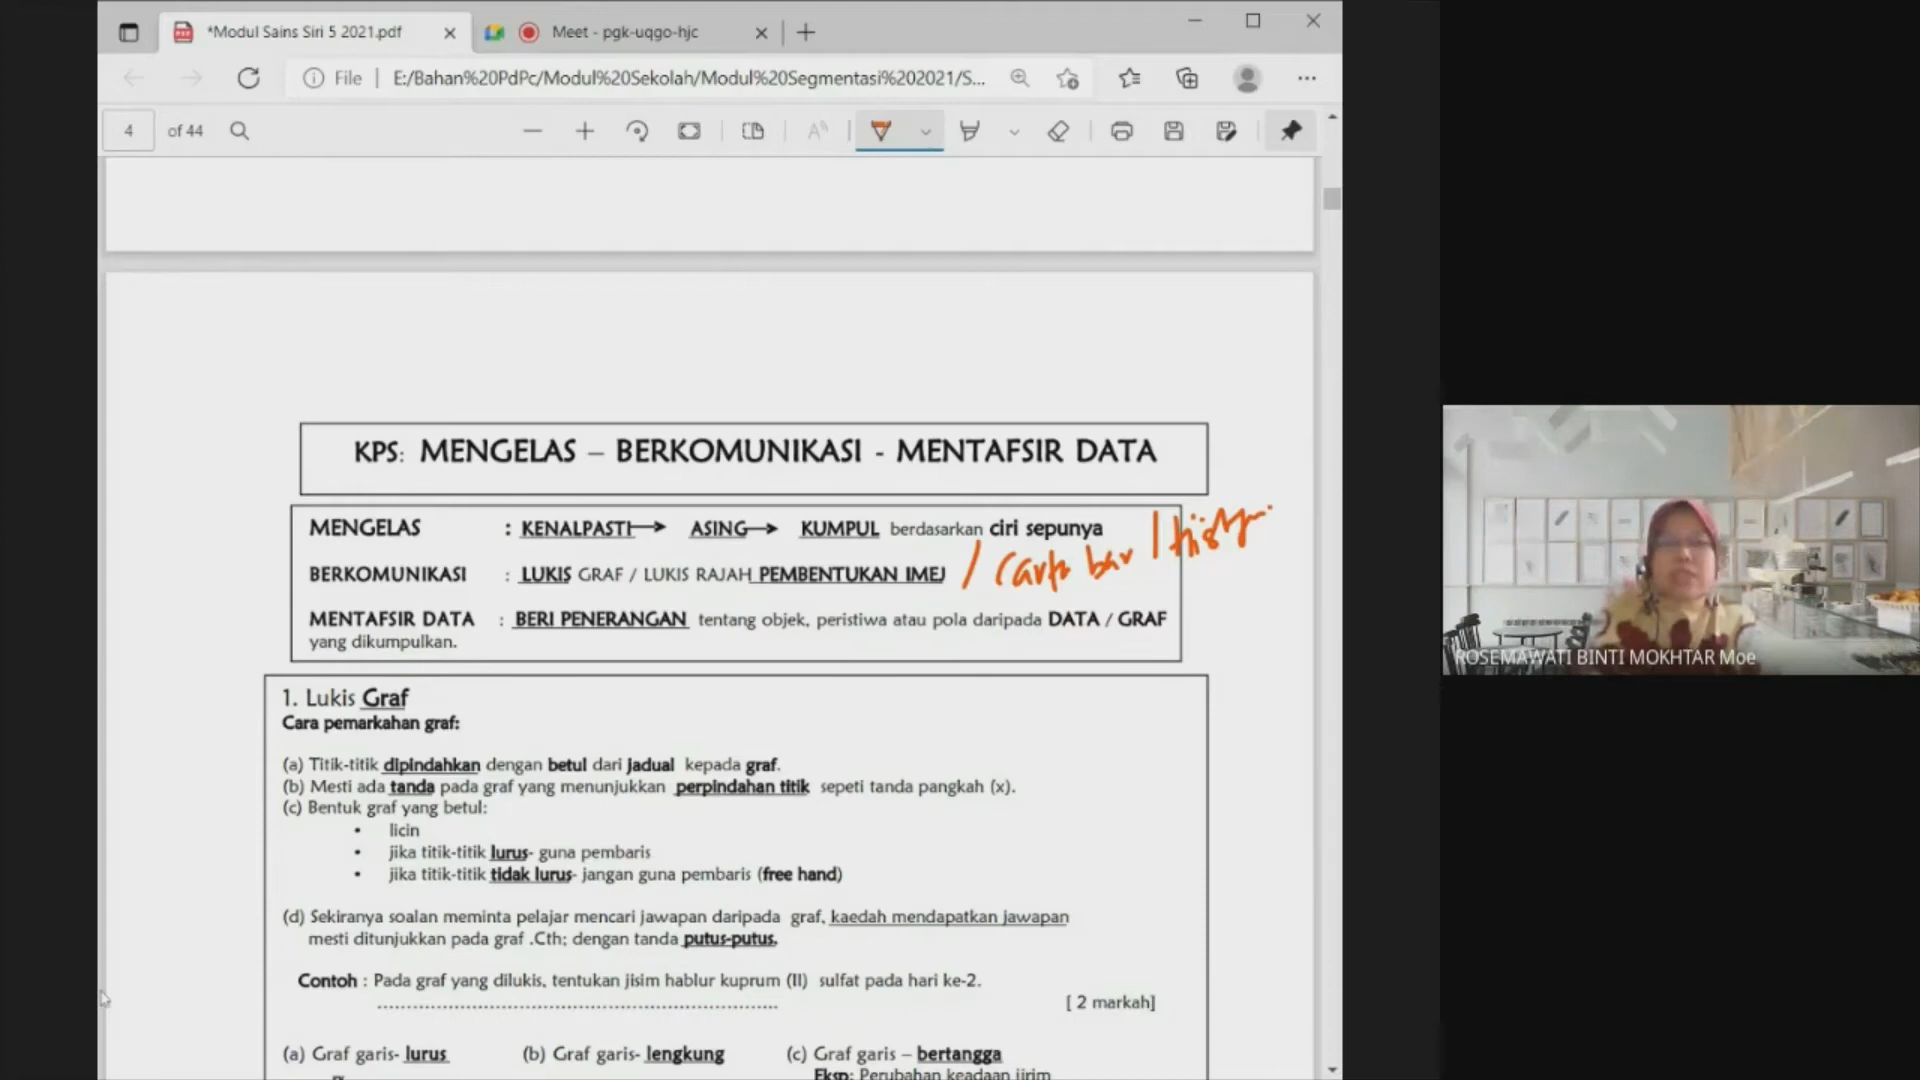 *Modul Sains Siri 5 2021.pdf
Meet - pgk-uqgo-hjc
File
E:/Bahan%20PdPc/Modul%20Sekolah/Modul%20Segmentasi%202021/S...
4 of 44
KPS: MENGELAS – BERKOMUNIKASI - MENTAFSIR DATA
MENGELAS : KENALPASTI ASING KUMPUL berdasarkan ciri sepunya
BERKOMUNIKASI : LUKIS GRAF / LUKIS RAJAH PEMBENTUKAN IMEJ / Carta bar /
MENTAFSIR DATA : BERI PENERANGAN tentang objek, peristiwa atau pola daripada DATA / GRAF
yang dikumpulkan.
1. Lukis Graf
Cara pemarkahan graf:
(a) Titik-titik dipindahkan dengan betul dari jadual kepada graf.
(b) Mesti ada tanda pada graf yang menunjukkan perpindahan titik sepeti tanda pangkah (x).
(c) Bentuk graf yang betul:
• licin
• jika titik-titik lurus- guna pembaris
• jika titik-titik tidak lurus- jangan guna pembaris (free hand)
(d) Sekiranya soalan meminta pelajar mencari jawapan daripada graf, kaedah mendapatkan jawapan
mesti ditunjukkan pada graf .Cth; dengan tanda putus-putus.
Contoh : Pada graf yang dilukis, tentukan jisim hablur kuprum (II) sulfat pada hari ke-2.
[ 2 markah]
(a) Graf garis- lurus (b) Graf garis- lengkung (c) Graf garis – bertangga
Eksp: Perubahan keadaan jirim
ROSEMAWATI BINTI MOKHTAR Moe